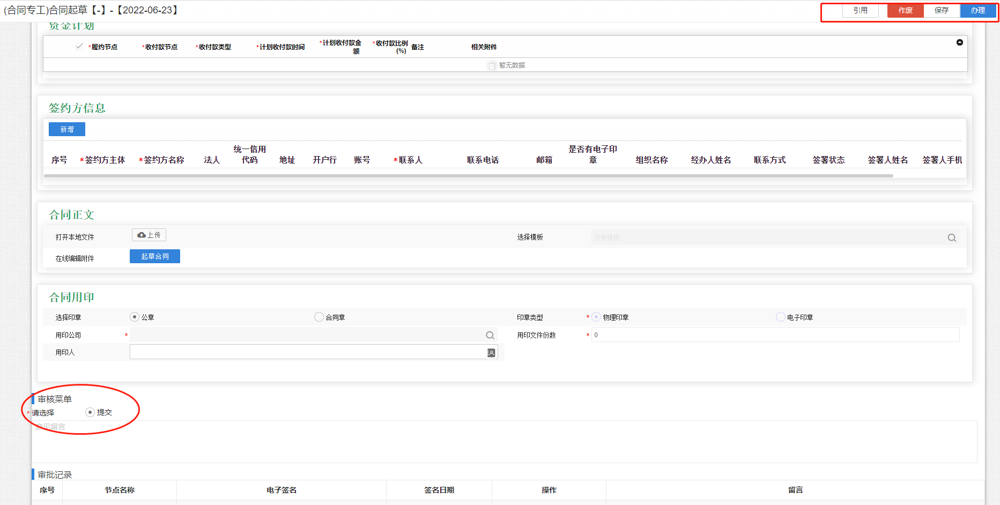 (合同专工)合同起草【-】-【2022-06-23】
引用 作废 保存 办理
资金计划
*履约节点 *收付款节点 *收付款类型 *计划收付款时间 *计划收付款金额 *收付款比例(%) 备注 相关附件
暂无数据
签约方信息
新增
序号 *签约方主体 *签约方名称 法人 统一信用代码 地址 开户行 账号 *联系人 联系电话 邮箱 是否有电子印章 组织名称 经办人姓名 联系方式 签署状态 签署人姓名 签署人手机
合同正文
打开本地文件 上传 选择模板 没有模板
在线编辑附件 起草合同
合同用印
选择印章 公章 合同章 印章类型 * 物理印章 电子印章
用印公司 * 用印文件份数 * 0
用印人
审核菜单
*请选择 提交
意见留言
审批记录
序号 节点名称 电子签名 签名日期 操作 留言